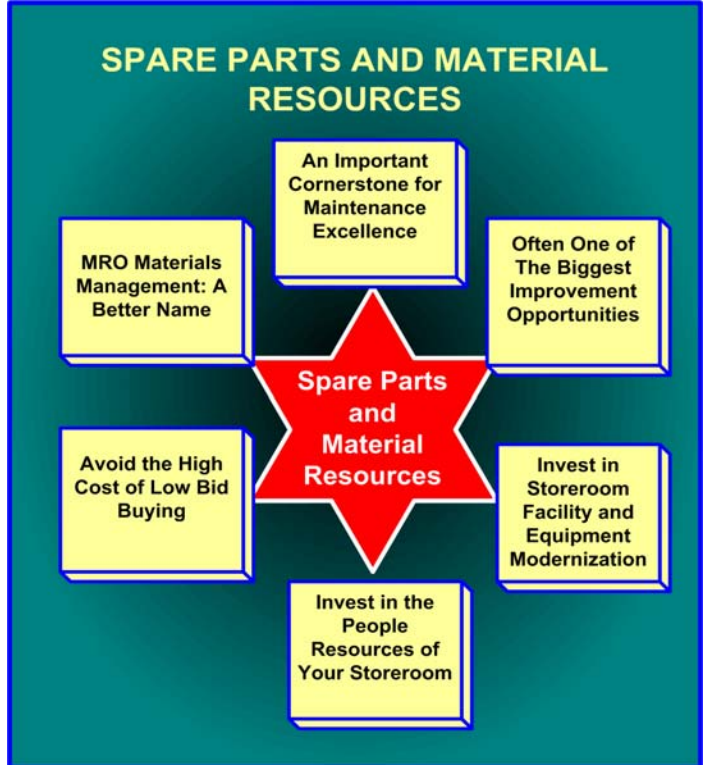 SPARE PARTS AND MATERIAL
RESOURCES
An Important
Cornerstone for
Maintenance
Excellence
Often One of
The Biggest
Improvement
Opportunities
Invest in
Storeroom
Facility and
Equipment
Modernization
Invest in the
People
Resources of
Your Storeroom
Avoid the High
Cost of Low Bid
Buying
MRO Materials
Management: A
Better Name
Spare Parts
and
Material
Resources